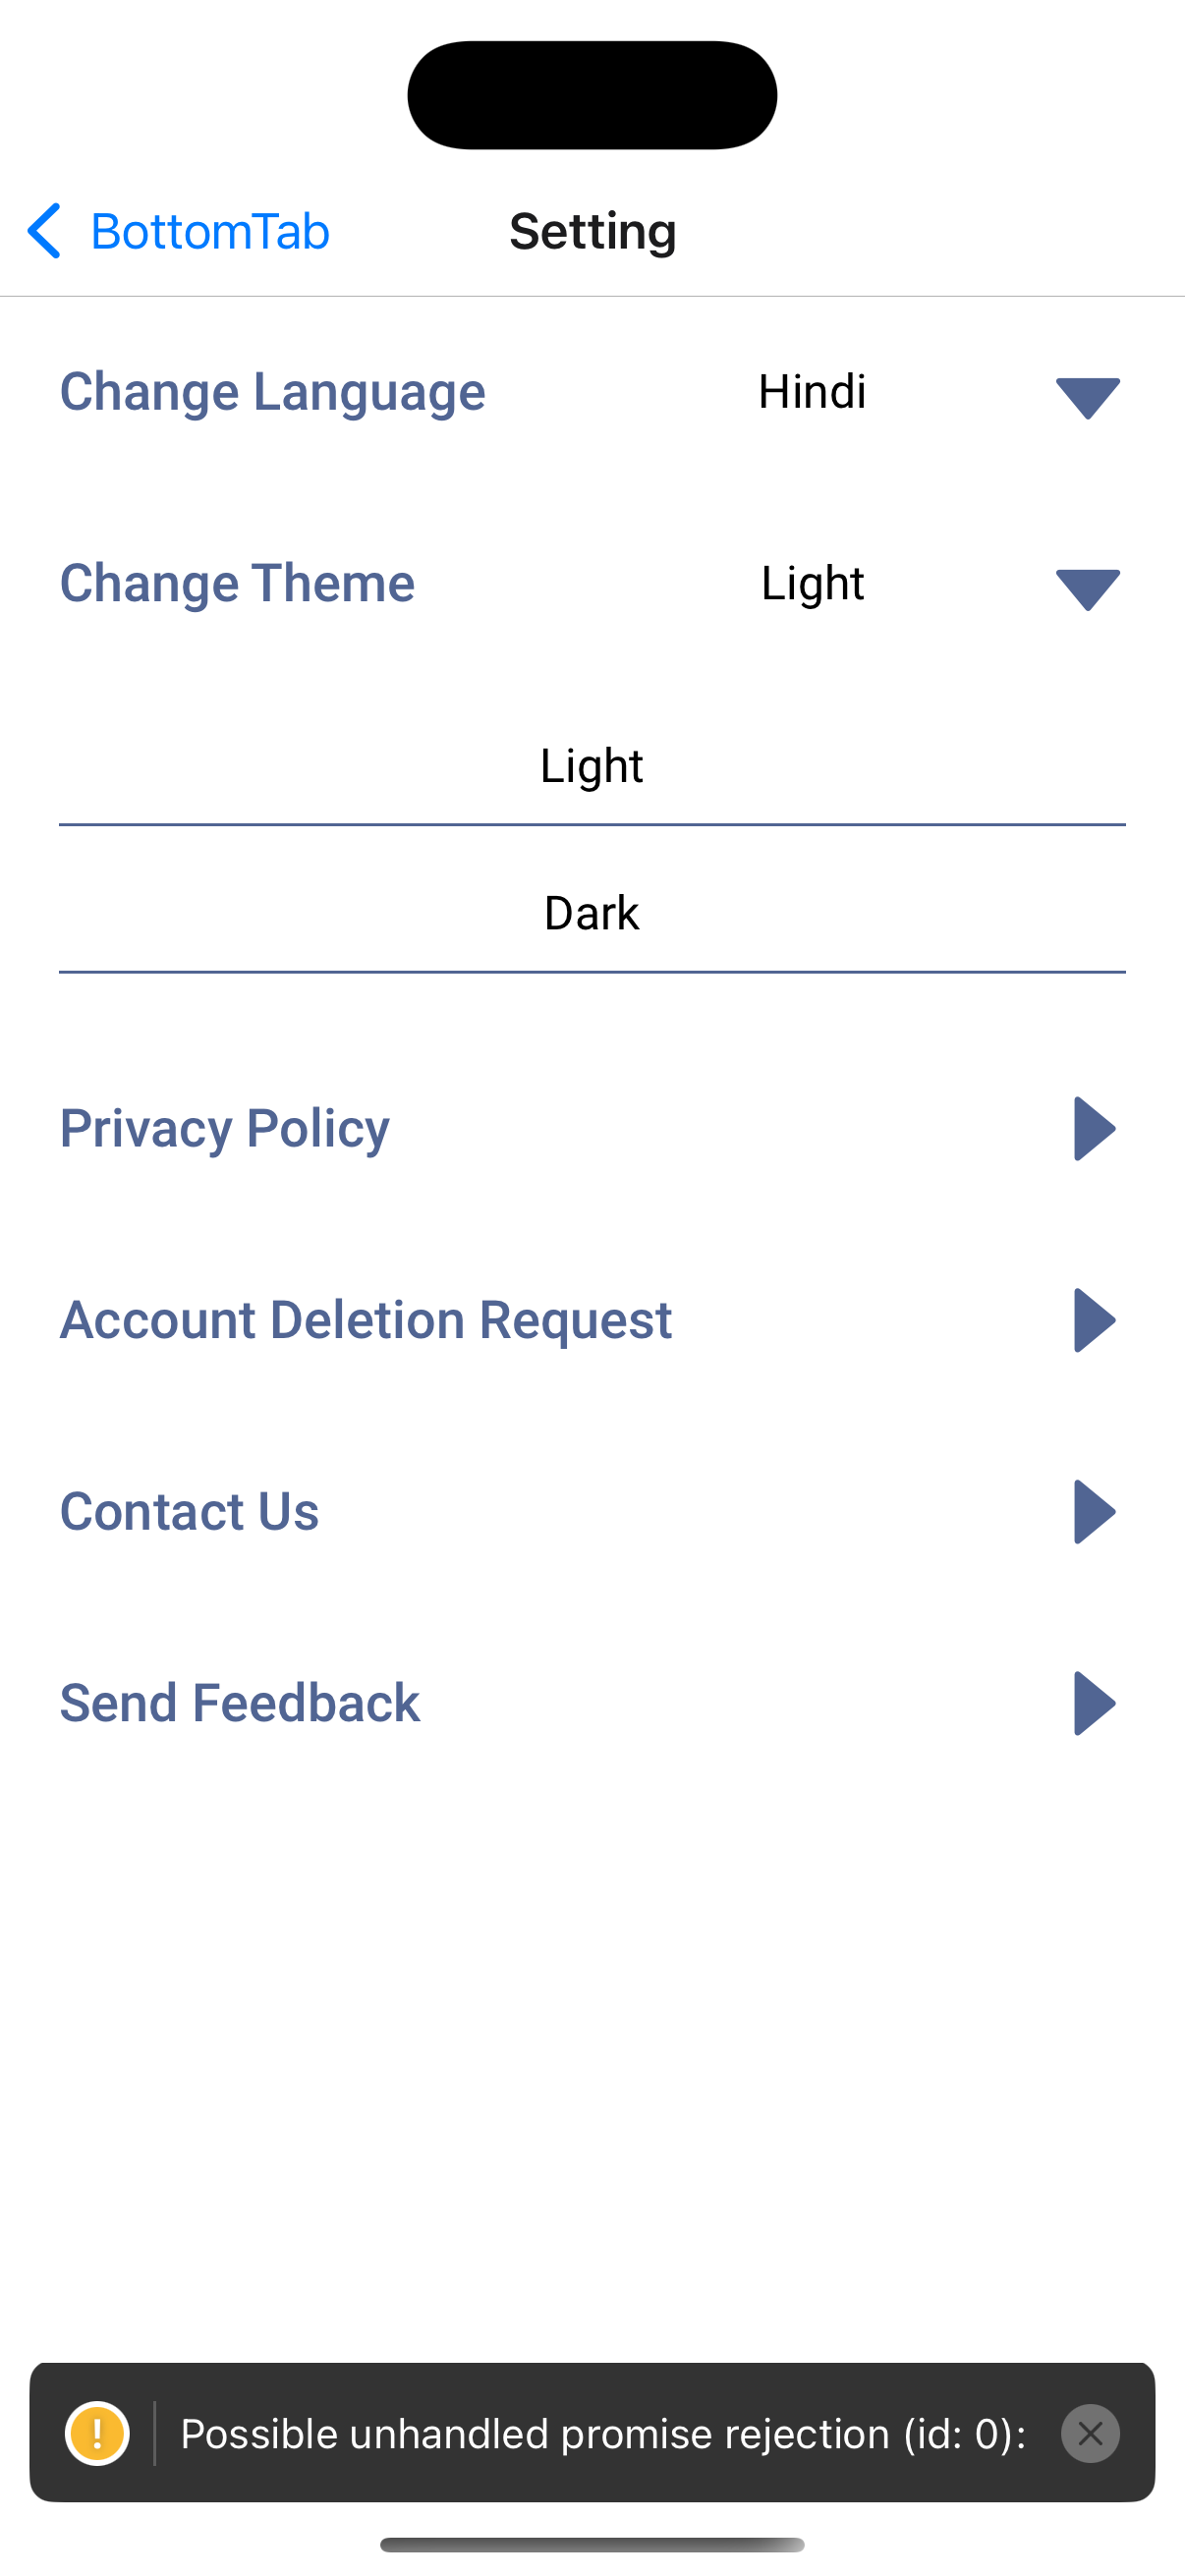 BottomTab Setting
Change Language Hindi
Change Theme Light
Light
Dark
Privacy Policy
Account Deletion Request
Contact Us
Send Feedback
! Possible unhandled promise rejection (id: 0):